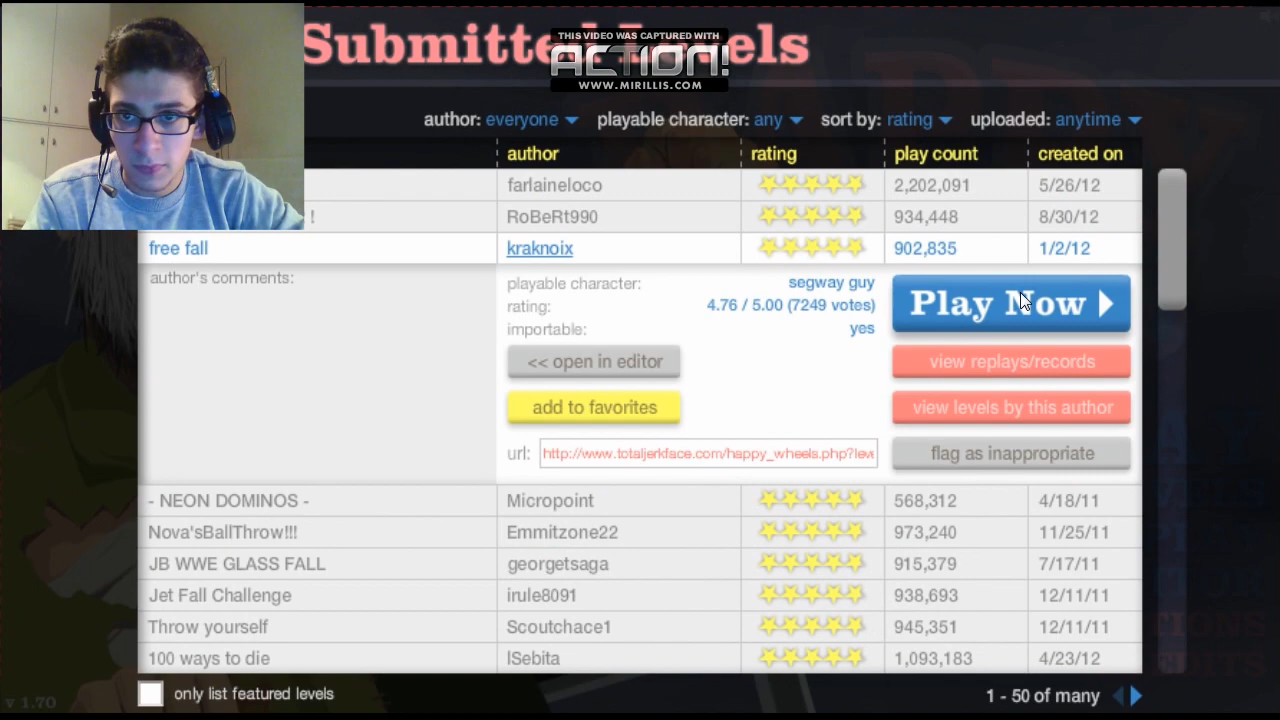 Submitted Levels
THIS VIDEO WAS CAPTURED WITH
ACTION!
WWW.MIRILLIS.COM
author: everyone playable character: any sort by: rating uploaded: anytime
author rating play count created on
farlaineloco 2,202,091 5/26/12
! RoBeRt990 934,448 8/30/12
free fall kraknoix 902,835 1/2/12
author's comments:
playable character: segway guy
rating: 4.76 / 5.00 (7249 votes)
importable: yes
Play Now
<< open in editor
view replays/records
add to favorites
view levels by this author
url: http://www.totaljerkface.com/happy_wheels.php?leve
flag as inappropriate
- NEON DOMINOS - Micropoint 568,312 4/18/11
Nova'sBallThrow!!! Emmitzone22 973,240 11/25/11
JB WWE GLASS FALL georgetsaga 915,379 7/17/11
Jet Fall Challenge irule8091 938,693 12/11/11
Throw yourself Scoutchace1 945,351 12/11/11
100 ways to die lSebita 1,093,183 4/23/12
only list featured levels
1 - 50 of many
v 1.70